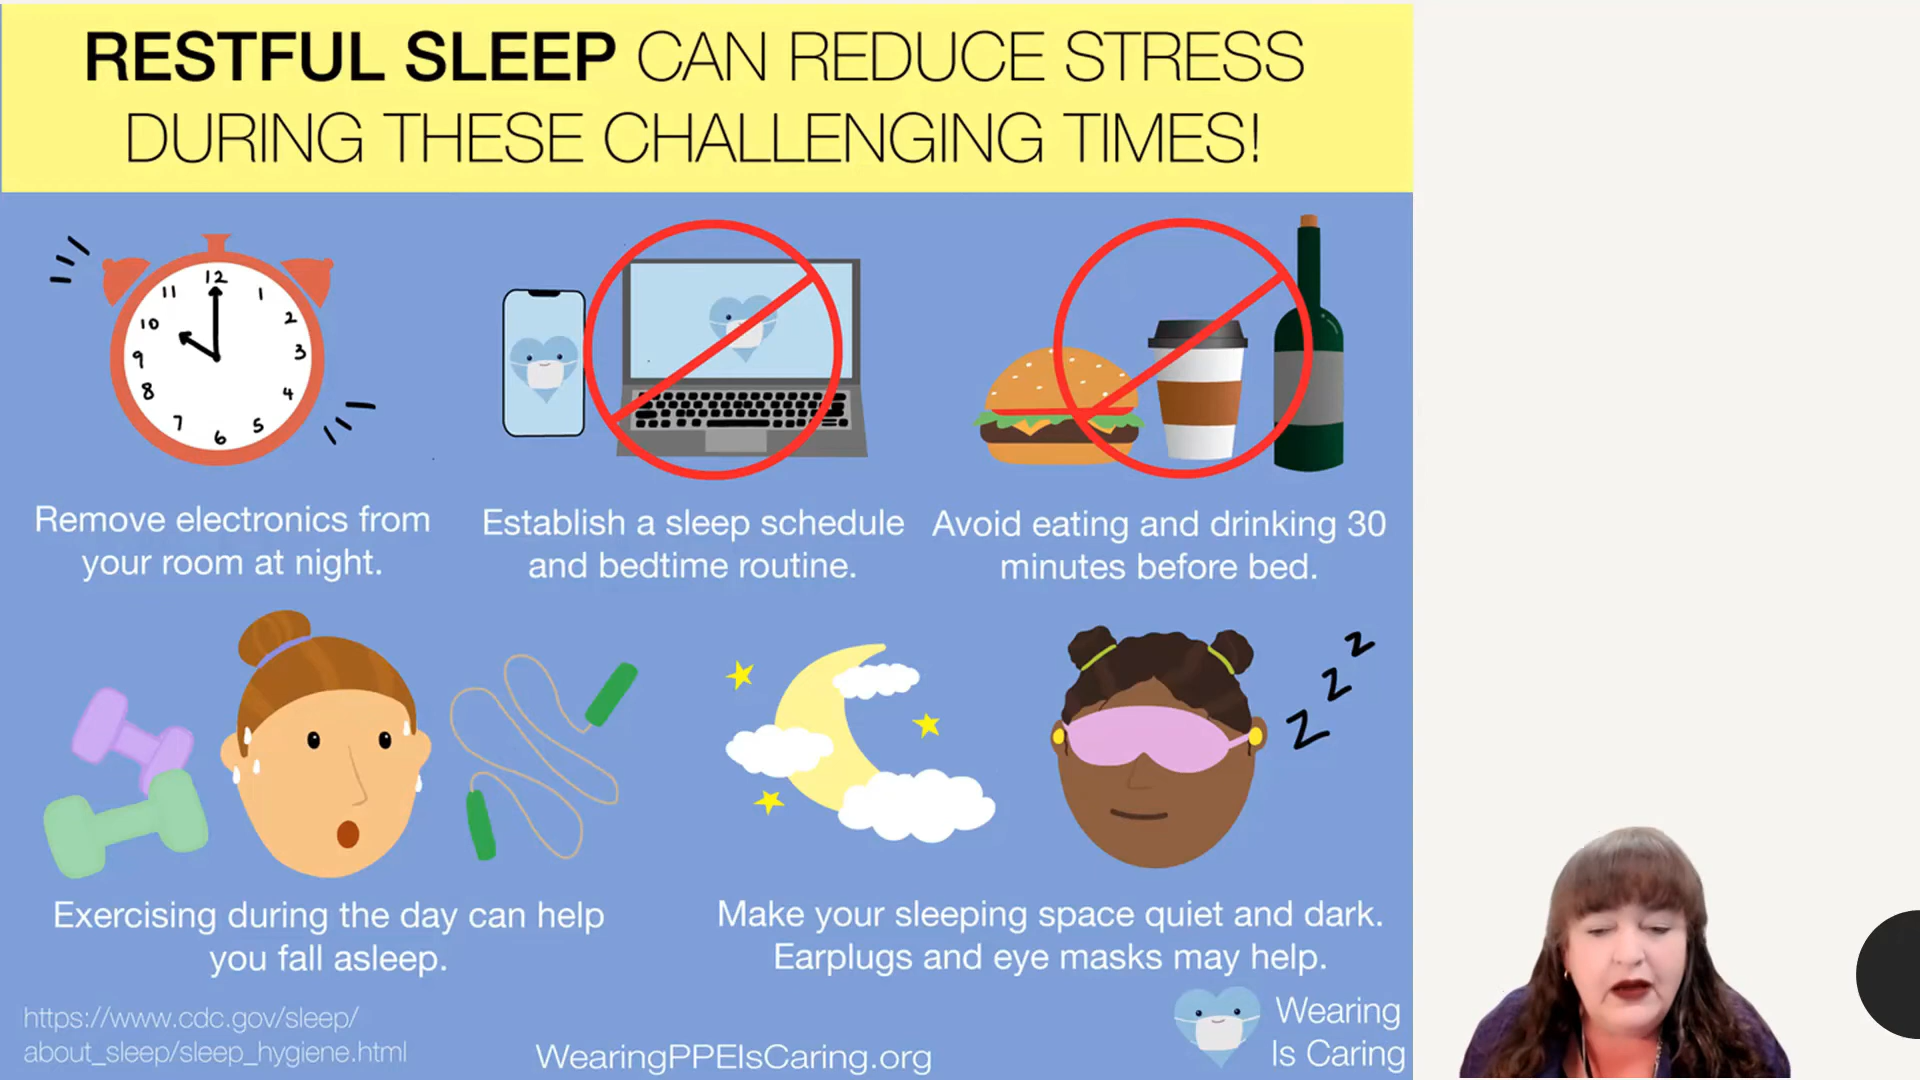 RESTFUL SLEEP CAN REDUCE STRESS
DURING THESE CHALLENGING TIMES!
12
11
1
10
2
9
3
8
4
7
5
6
Remove electronics from
your room at night.
Establish a sleep schedule
and bedtime routine.
Avoid eating and drinking 30
minutes before bed.
z
z
z
Exercising during the day can help
you fall asleep.
Make your sleeping space quiet and dark.
Earplugs and eye masks may help.
https://www.cdc.gov/sleep/
about_sleep/sleep_hygiene.html
WearingPPEIsCaring.org
Wearing
Is Caring